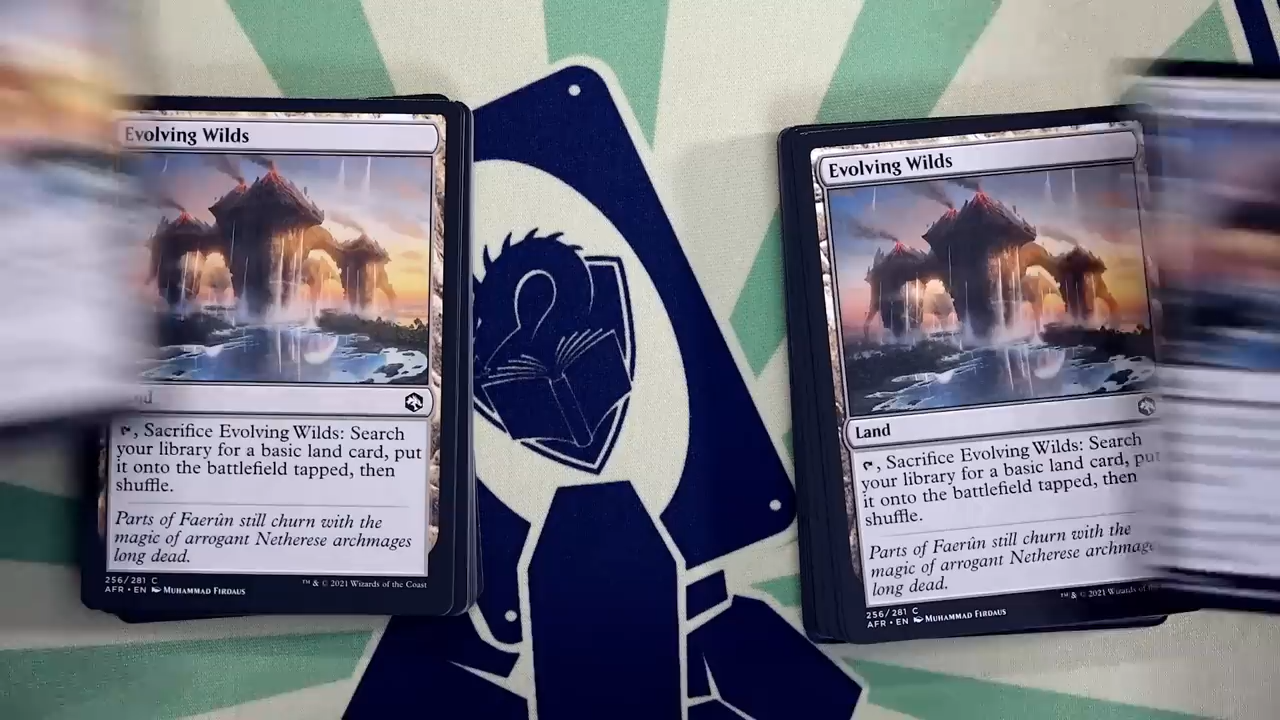 Evolving Wilds
, Sacrifice Evolving Wilds: Search
your library for a basic land card, put
it onto the battlefield tapped, then
shuffle.
Parts of Faerûn still churn with the
magic of arrogant Netherese archmages
long dead.
256/281 C
AFR • EN MUHAMMAD FIRDAUS
™ & © 2021 Wizards of the Coast
Evolving Wilds
Land
, Sacrifice Evolving Wilds: Search
your library for a basic land card, put
it onto the battlefield tapped, then
shuffle.
Parts of Faerûn still churn with the
magic of arrogant Netherese archmage
long dead.
256/281 C
AFR • EN MUHAMMAD FIRDAUS
™ & © 2021 Wizards of